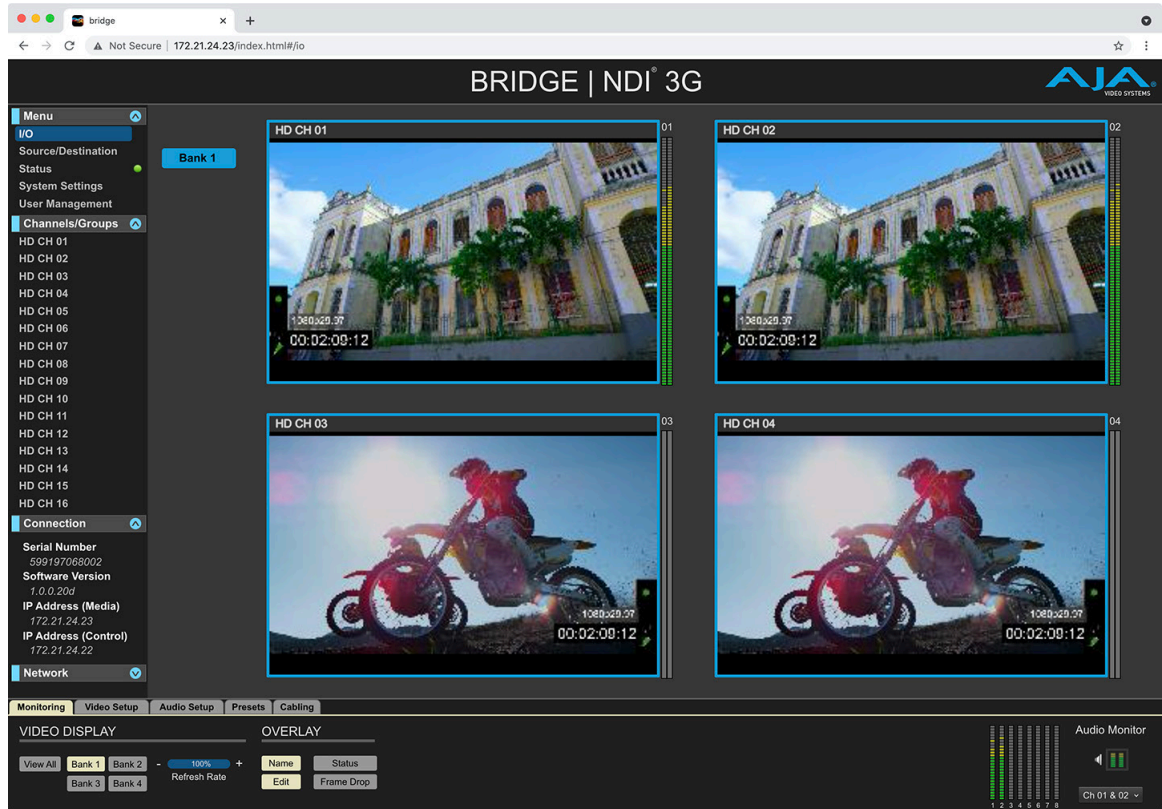 bridge
Not Secure 172.21.24.23/index.html#/io
BRIDGE | NDI® 3G
AJA
VIDEO SYSTEMS
Menu
I/O
Source/Destination
Status
System Settings
User Management
Channels/Groups
HD CH 01
HD CH 02
HD CH 03
HD CH 04
HD CH 05
HD CH 06
HD CH 07
HD CH 08
HD CH 09
HD CH 10
HD CH 11
HD CH 12
HD CH 13
HD CH 14
HD CH 15
HD CH 16
Connection
Serial Number
599197068002
Software Version
1.0.0.20d
IP Address (Media)
172.21.24.23
IP Address (Control)
172.21.24.22
Network
Bank 1
HD CH 01
01
1080p29.97
00:02:09:12
HD CH 02
02
1080p29.97
00:02:09:12
HD CH 03
03
1080p29.97
00:02:09:12
HD CH 04
04
1080p29.97
00:02:09:12
Monitoring Video Setup Audio Setup Presets Cabling
VIDEO DISPLAY
View All Bank 1 Bank 2 - 100% +
Bank 3 Bank 4 Refresh Rate
OVERLAY
Name Status
Edit Frame Drop
1 2 3 4 5 6 7 8
Audio Monitor
Ch 01 & 02